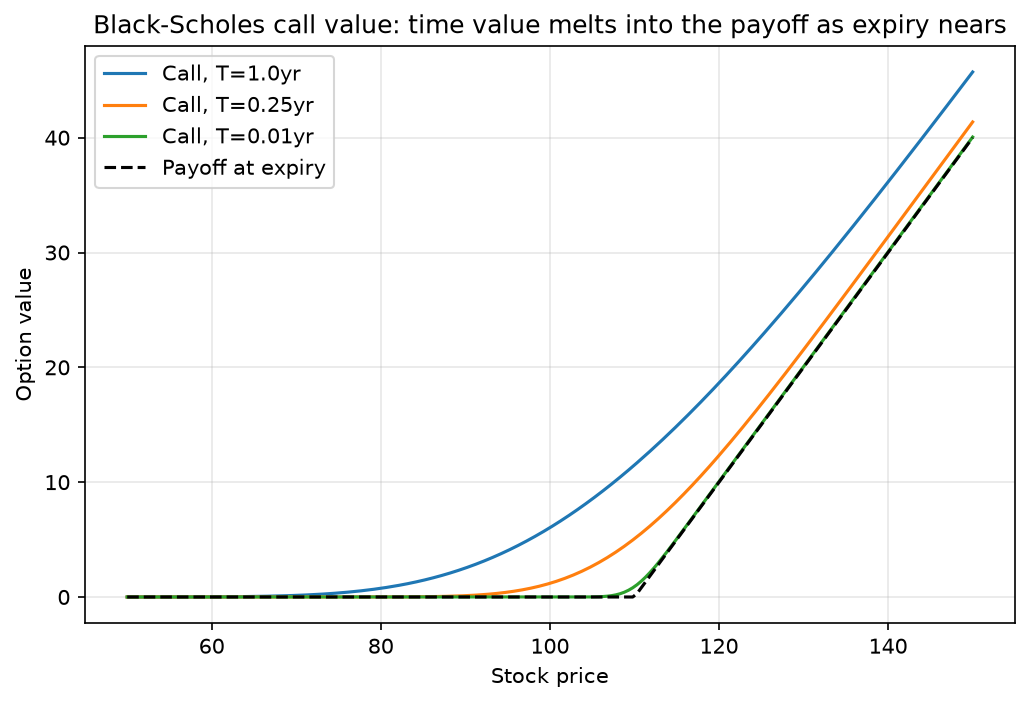 Black-Scholes call value: time value melts into the payoff as expiry nears
Call, T=1.0yr
Call, T=0.25yr
Call, T=0.01yr
Payoff at expiry
Option value
40
30
20
10
0
60 80 100 120 140
Stock price